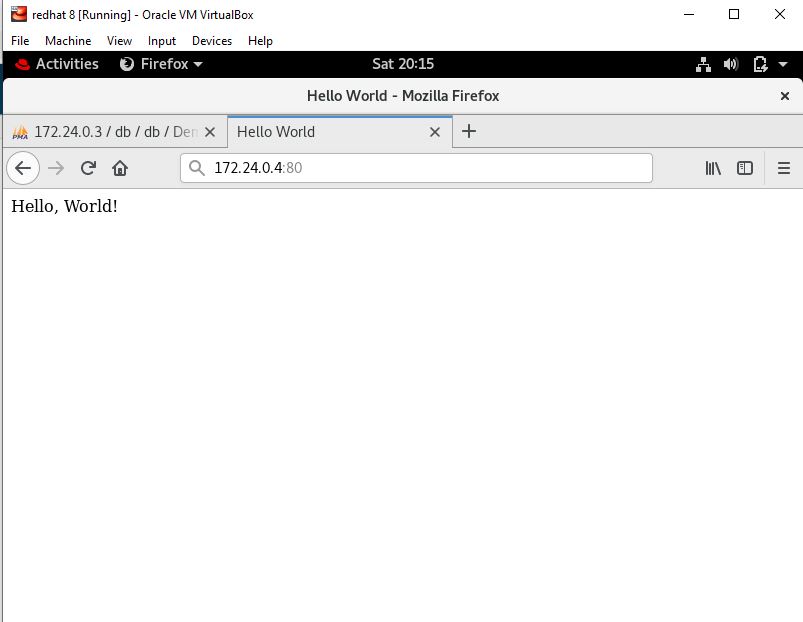 redhat 8 [Running] - Oracle VM VirtualBox
File Machine View Input Devices Help
Activities Firefox Sat 20:15
Hello World - Mozilla Firefox
PMA 172.24.0.3 / db / db / Hello World
172.24.0.4:80
Hello, World!